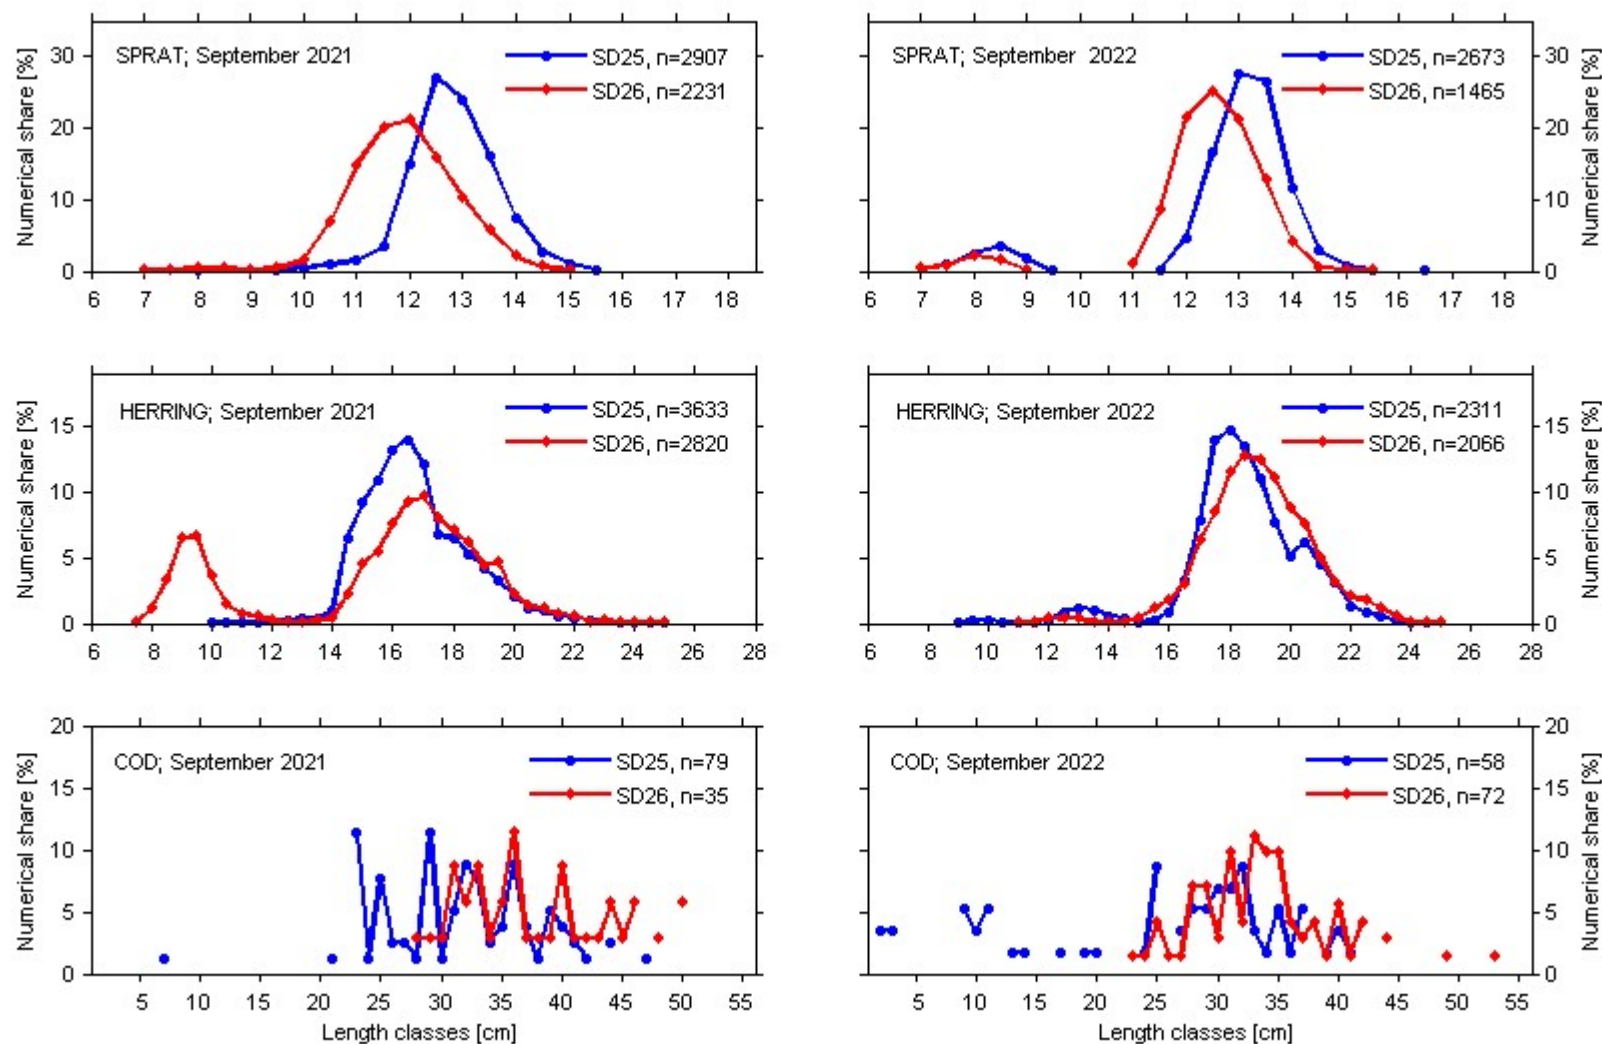 SPRAT; September 2021
SD25, n=2907
SD26, n=2231
Numerical share [%]
30
20
10
0
6 7 8 9 10 11 12 13 14 15 16 17 18
SPRAT; September 2022
SD25, n=2673
SD26, n=1465
30
20
10
0
Numerical share [%]
6 7 8 9 10 11 12 13 14 15 16 17 18
HERRING; September 2021
SD25, n=3633
SD26, n=2820
Numerical share [%]
15
10
5
0
6 8 10 12 14 16 18 20 22 24 26 28
HERRING; September 2022
SD25, n=2311
SD26, n=2066
15
10
5
0
Numerical share [%]
6 8 10 12 14 16 18 20 22 24 26 28
COD; September 2021
SD25, n=79
SD26, n=35
Numerical share [%]
20
15
10
5
0
5 10 15 20 25 30 35 40 45 50 55
Length classes [cm]
COD; September 2022
SD25, n=58
SD26, n=72
20
15
10
5
0
Numerical share [%]
5 10 15 20 25 30 35 40 45 50 55
Length classes [cm]